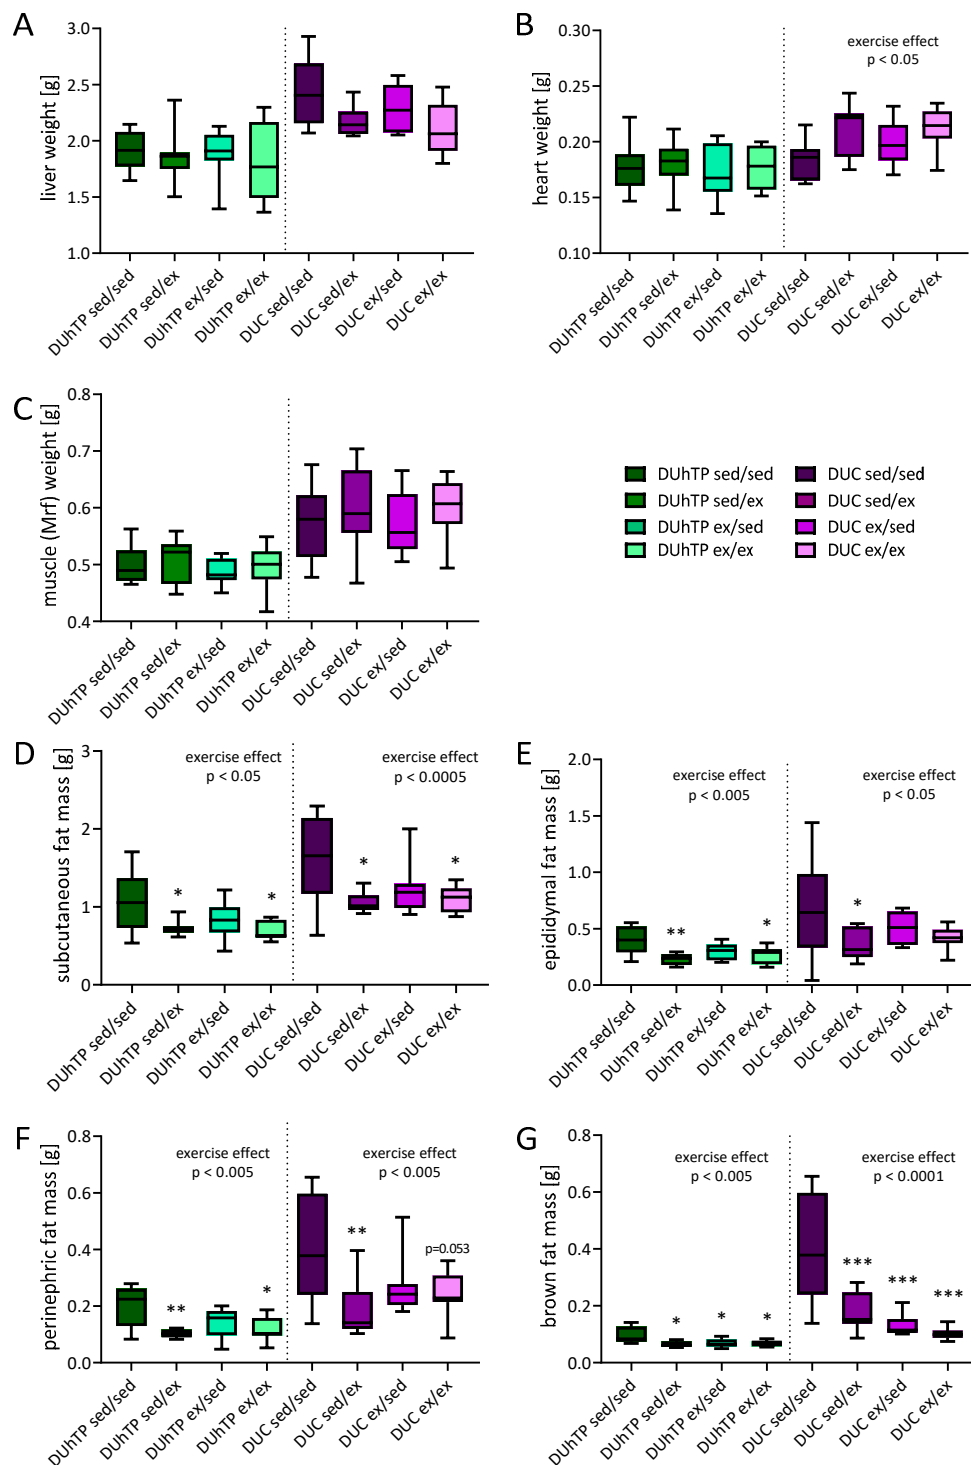 A
liver weight [g]
3.0
2.5
2.0
1.5
1.0
DUhTP sed/sed
DUhTP sed/ex
DUhTP ex/sed
DUhTP ex/ex
DUC sed/sed
DUC sed/ex
DUC ex/sed
DUC ex/ex
B
heart weight [g]
exercise effect
p < 0.05
0.30
0.25
0.20
0.15
0.10
DUhTP sed/sed
DUhTP sed/ex
DUhTP ex/sed
DUhTP ex/ex
DUC sed/sed
DUC sed/ex
DUC ex/sed
DUC ex/ex
C
muscle (Mrf) weight [g]
0.8
0.7
0.6
0.5
0.4
DUhTP sed/sed
DUhTP sed/ex
DUhTP ex/sed
DUhTP ex/ex
DUC sed/sed
DUC sed/ex
DUC ex/sed
DUC ex/ex
DUhTP sed/sed
DUhTP sed/ex
DUhTP ex/sed
DUhTP ex/ex
DUC sed/sed
DUC sed/ex
DUC ex/sed
DUC ex/ex
D
subcutaneous fat mass [g]
exercise effect
p < 0.05
exercise effect
p < 0.0005
3
2
1
0
*
*
*
*
DUhTP sed/sed
DUhTP sed/ex
DUhTP ex/sed
DUhTP ex/ex
DUC sed/sed
DUC sed/ex
DUC ex/sed
DUC ex/ex
E
epididymal fat mass [g]
exercise effect
p < 0.005
exercise effect
p < 0.05
2.0
1.5
1.0
0.5
0.0
**
*
*
DUhTP sed/sed
DUhTP sed/ex
DUhTP ex/sed
DUhTP ex/ex
DUC sed/sed
DUC sed/ex
DUC ex/sed
DUC ex/ex
F
perinephric fat mass [g]
exercise effect
p < 0.005
exercise effect
p < 0.005
0.8
0.6
0.4
0.2
0.0
**
*
**
p=0.053
DUhTP sed/sed
DUhTP sed/ex
DUhTP ex/sed
DUhTP ex/ex
DUC sed/sed
DUC sed/ex
DUC ex/sed
DUC ex/ex
G
brown fat mass [g]
exercise effect
p < 0.005
exercise effect
p < 0.0001
0.8
0.6
0.4
0.2
0.0
*
*
*
***
***
***
DUhTP sed/sed
DUhTP sed/ex
DUhTP ex/sed
DUhTP ex/ex
DUC sed/sed
DUC sed/ex
DUC ex/sed
DUC ex/ex